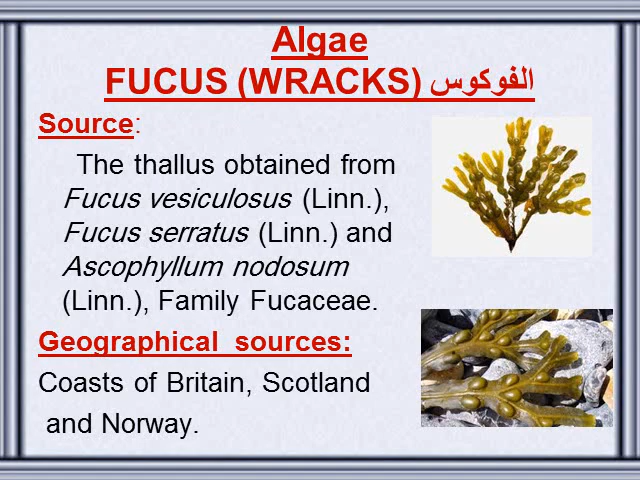 Algae
FUCUS (WRACKS) الفوكوس
Source:
The thallus obtained from
Fucus vesiculosus (Linn.),
Fucus serratus (Linn.) and
Ascophyllum nodosum
(Linn.), Family Fucaceae.
Geographical sources:
Coasts of Britain, Scotland
and Norway.